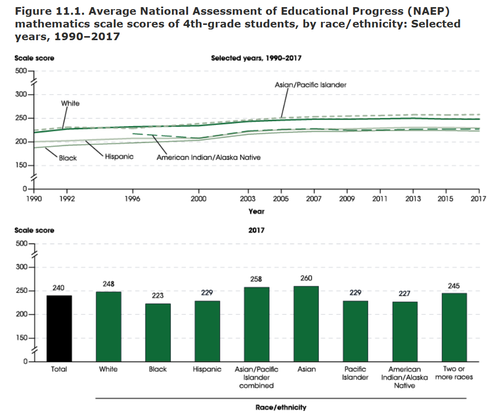 Figure 11.1. Average National Assessment of Educational Progress (NAEP)
mathematics scale scores of 4th-grade students, by race/ethnicity: Selected
years, 1990–2017
Scale score
Selected years, 1990-2017
500
300
250
200
150
0
Asian/Pacific Islander
White
Black
Hispanic
American Indian/Alaska Native
1990 1992 1996 2000 2003 2005 2007 2009 2011 2013 2015 2017
Year
Scale score
2017
500
300
250
200
150
0
240 248 223 229 258 260 229 227 245
Total White Black Hispanic Asian/Pacific Asian Pacific American Two or
Islander Islander Indian/Alaska more races
combined Native
Race/ethnicity